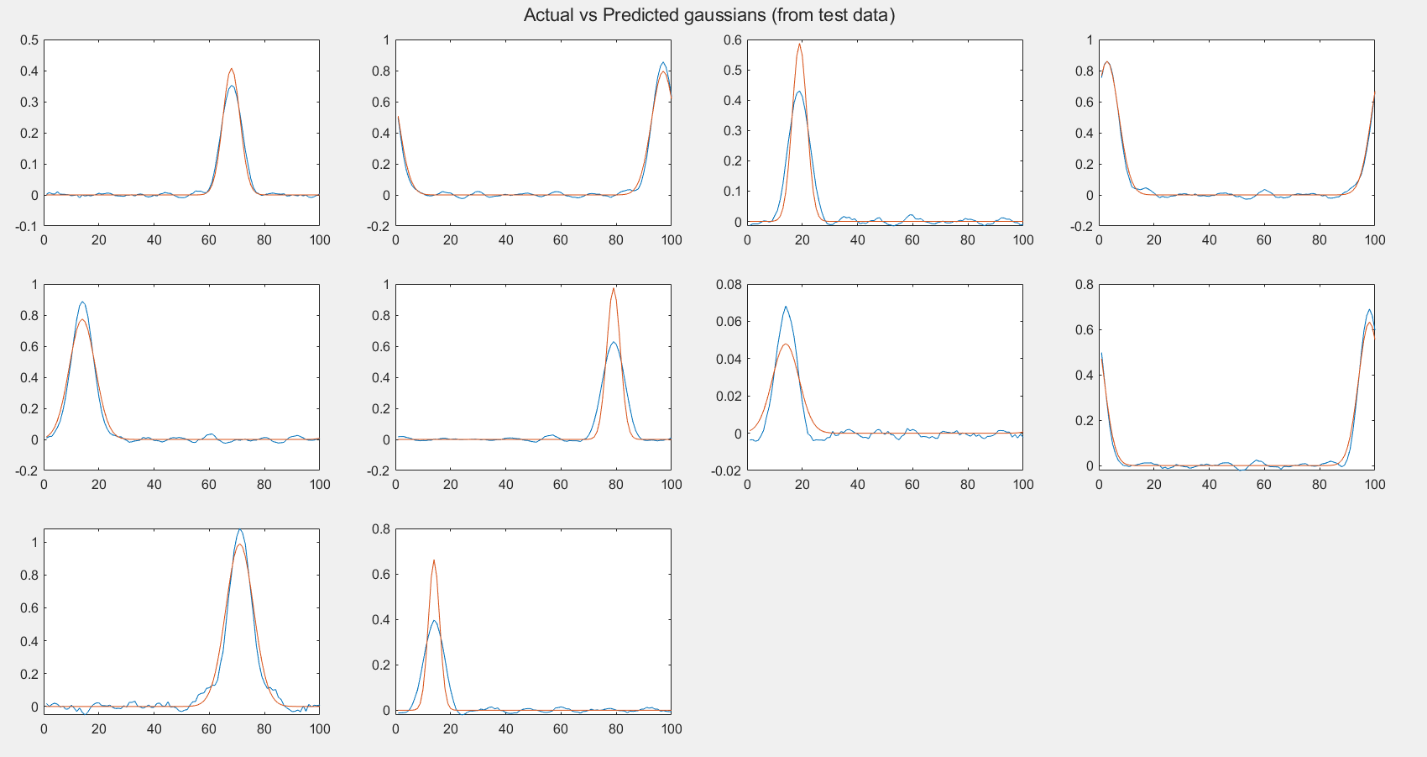 Actual vs Predicted gaussians (from test data)
0.5 1 0.6 1
0.4 0.8 0.5 0.8
0.3 0.6 0.4 0.6
0.2 0.4 0.3 0.4
0.1 0.2 0.2 0.2
0 0 0.1 0
-0.1 -0.2 0 -0.2
0 20 40 60 80 100 0 20 40 60 80 100 0 20 40 60 80 100 0 20 40 60 80 100
1 1 0.08 0.8
0.8 0.8 0.06 0.6
0.6 0.6 0.04 0.4
0.4 0.4 0.02 0.2
0.2 0.2 0 0
0 0 -0.02
-0.2 -0.2
0 20 40 60 80 100 0 20 40 60 80 100 0 20 40 60 80 100 0 20 40 60 80 100
1 0.8
0.8 0.6
0.6 0.4
0.4 0.2
0.2 0
0
0 20 40 60 80 100 0 20 40 60 80 100